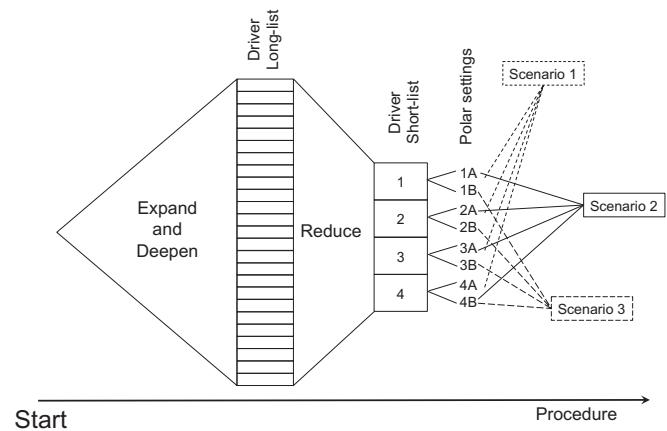 Driver
Long-list
Driver
Short-list
Polar settings
Scenario 1
Expand
and
Deepen
Reduce
1
2
3
4
1A
1B
2A
2B
3A
3B
4A
4B
Scenario 2
Scenario 3
Start
Procedure